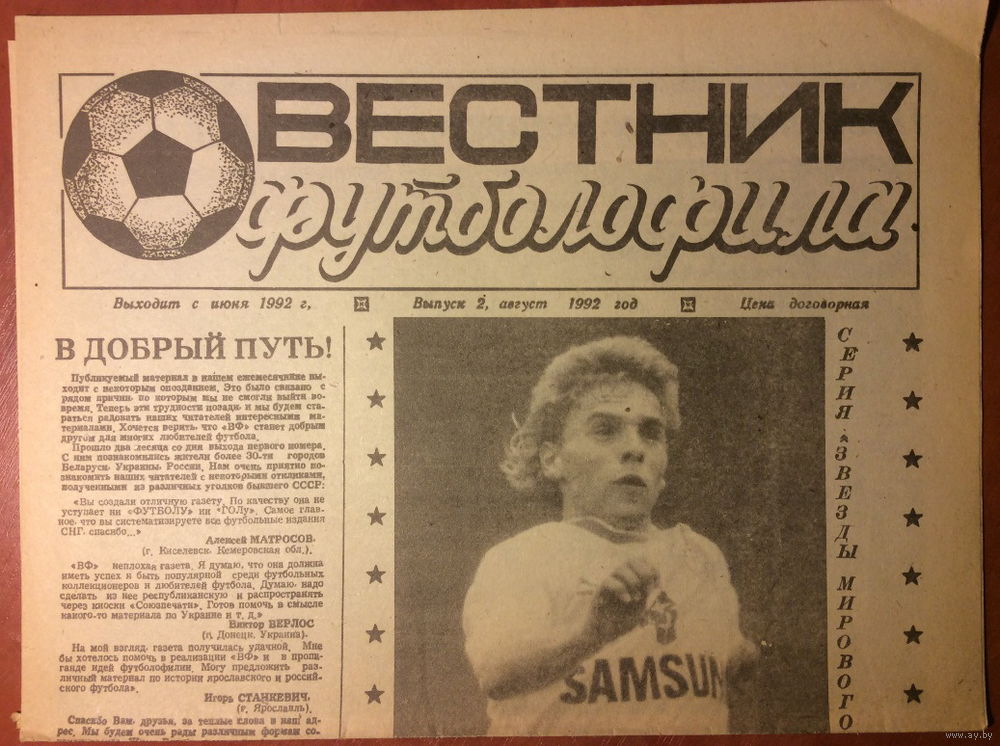 ВЕСТНИК
футболофила
Выходит с июня 1992 г,
Выпуск 2, август 1992 год
Цена договорная
В ДОБРЫЙ ПУТЬ!
Публикуемый материал в нашем ежемесячнике вы-
ходит с некоторым опозданием. Это было связано с
рядом причин по которым мы не смогли выйти во-
время. Теперь эти трудности позади и мы будем ста-
раться радовать наших читателей интересными ма-
териалами. Хочется верить, что «ВФ» станет добрым
другом для многих любителей футбола.
Прошло два месяца со дня выхода первого номера.
С ним познакомились жители более 30-ти городов
Беларуси, Украины, России. Нам очень приятно по-
знакомить наших читателей с некоторыми откликами,
полученными из различных уголков бывшего СССР:
«Вы создали отличную газету. По качеству она не
уступает ни «ФУТБОЛУ» ни «ГОЛу». Самое глав-
ное, что вы систематизируете все футбольные издания
СНГ, спасибо...»
Алексей МАТРОСОВ.
(г. Киселевск, Кемеровская обл.).
«ВФ» неплохая газета. Я думаю, что она должна
иметь успех и быть популярной среди футбольных
коллекционеров и любителей футбола. Думаю, надо
сделать из нее республиканскую и распространять
через киоски «Союзпечати». Готов помочь в смысле
какого-то материала по Украине и т. д.»
Виктор ВЕРЛОС
(г. Донецк, Украина).
На мой взгляд, газета получилась удачной. Мне
бы хотелось помочь в реализации «ВФ» и в пропа-
ганде идей футболофилии. Могу предложить раз-
личный материал по истории ярославского и россий-
ского футбола».
Игорь СТАНКЕВИЧ.
(г. Ярославль).
Спасибо Вам, друзья, за теплые слова в наш ад-
рес. Мы будем очень рады различным формам со-
SAMSUN
СЕРИЯ «ЗВЕЗДЫ МИРОВОГО
www.ay.by